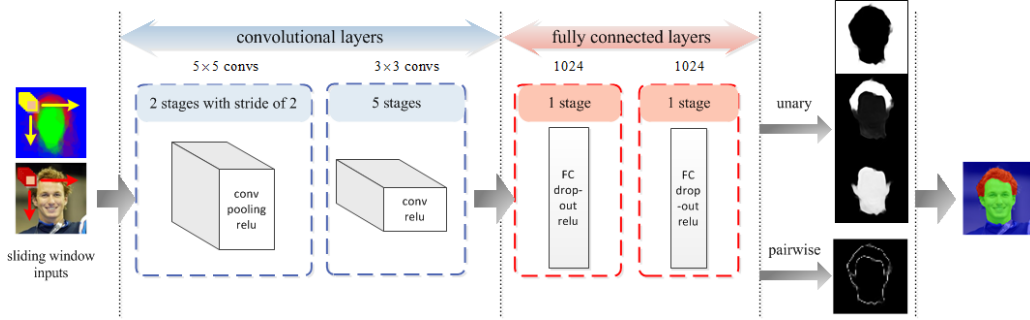 convolutional layers
fully connected layers
5×5 convs
3×3 convs
1024
1024
2 stages with stride of 2
5 stages
1 stage
1 stage
conv
pooling
relu
conv
relu
FC
drop-
out
relu
FC
drop
-out
relu
sliding window
inputs
unary
pairwise